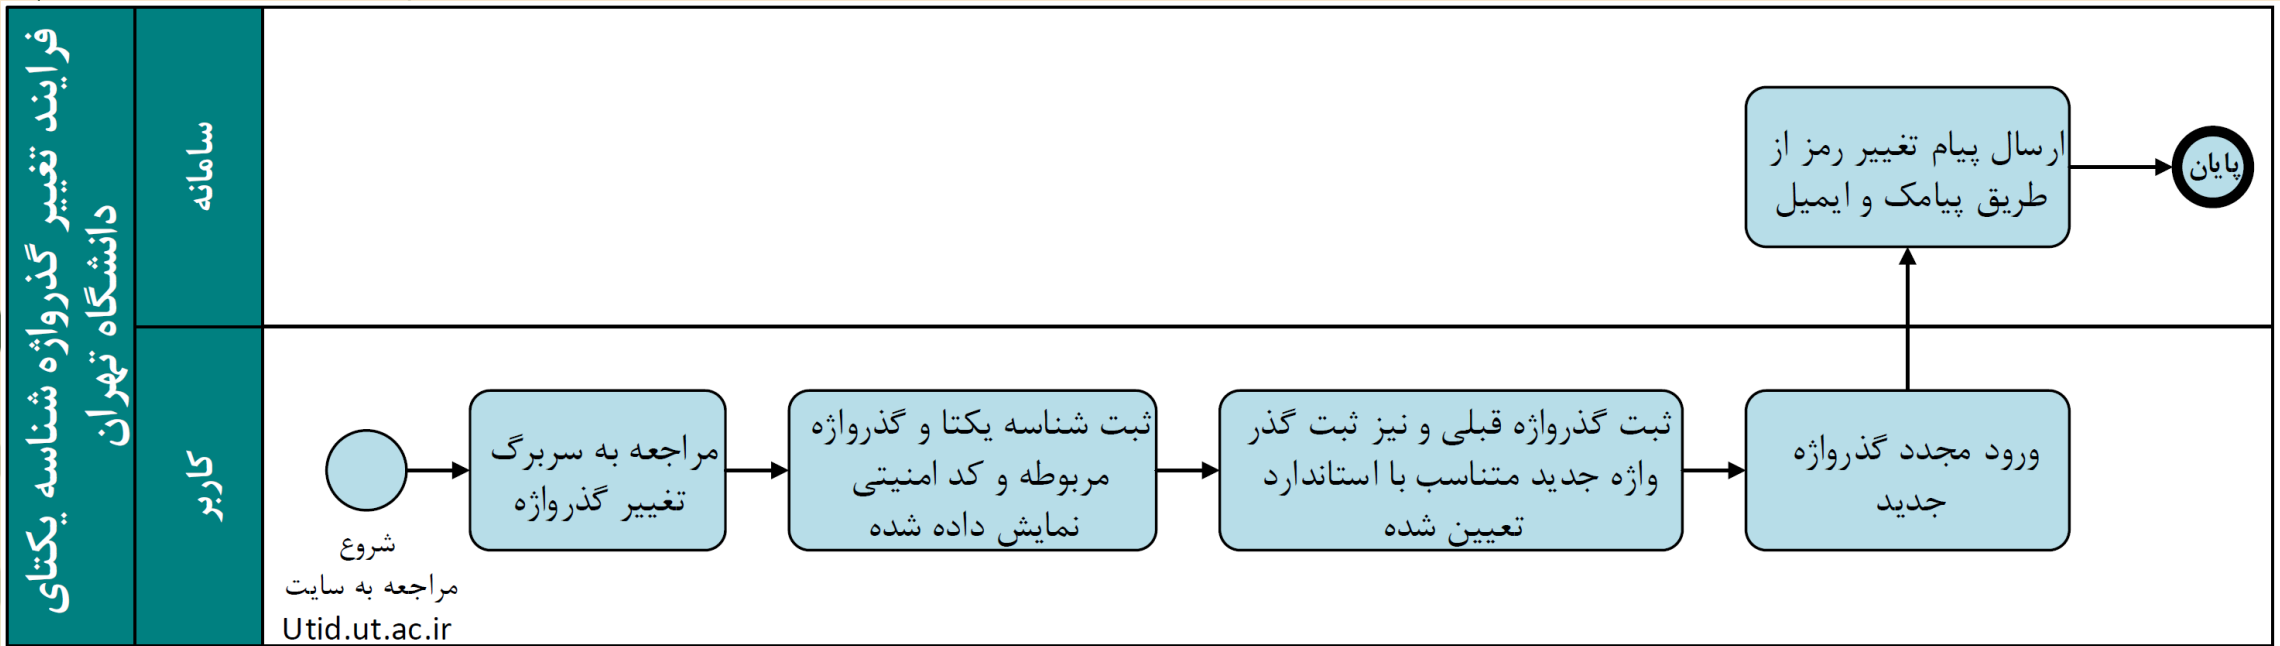 فرایند تغییر گذرواژه شناسه یکتای
دانشگاه تهران
سامانه
ارسال پیام تغییر رمز از
طریق پیامک و ایمیل
پایان
کاربر
شروع
مراجعه به سایت
Utid.ut.ac.ir
مراجعه به سربرگ
تغییر گذرواژه
ثبت شناسه یکتا و گذرواژه
مربوطه و کد امنیتی
نمایش داده شده
ثبت گذرواژه قبلی و نیز ثبت گذر
واژه جدید متناسب با استاندارد
تعیین شده
ورود مجدد گذرواژه
جدید